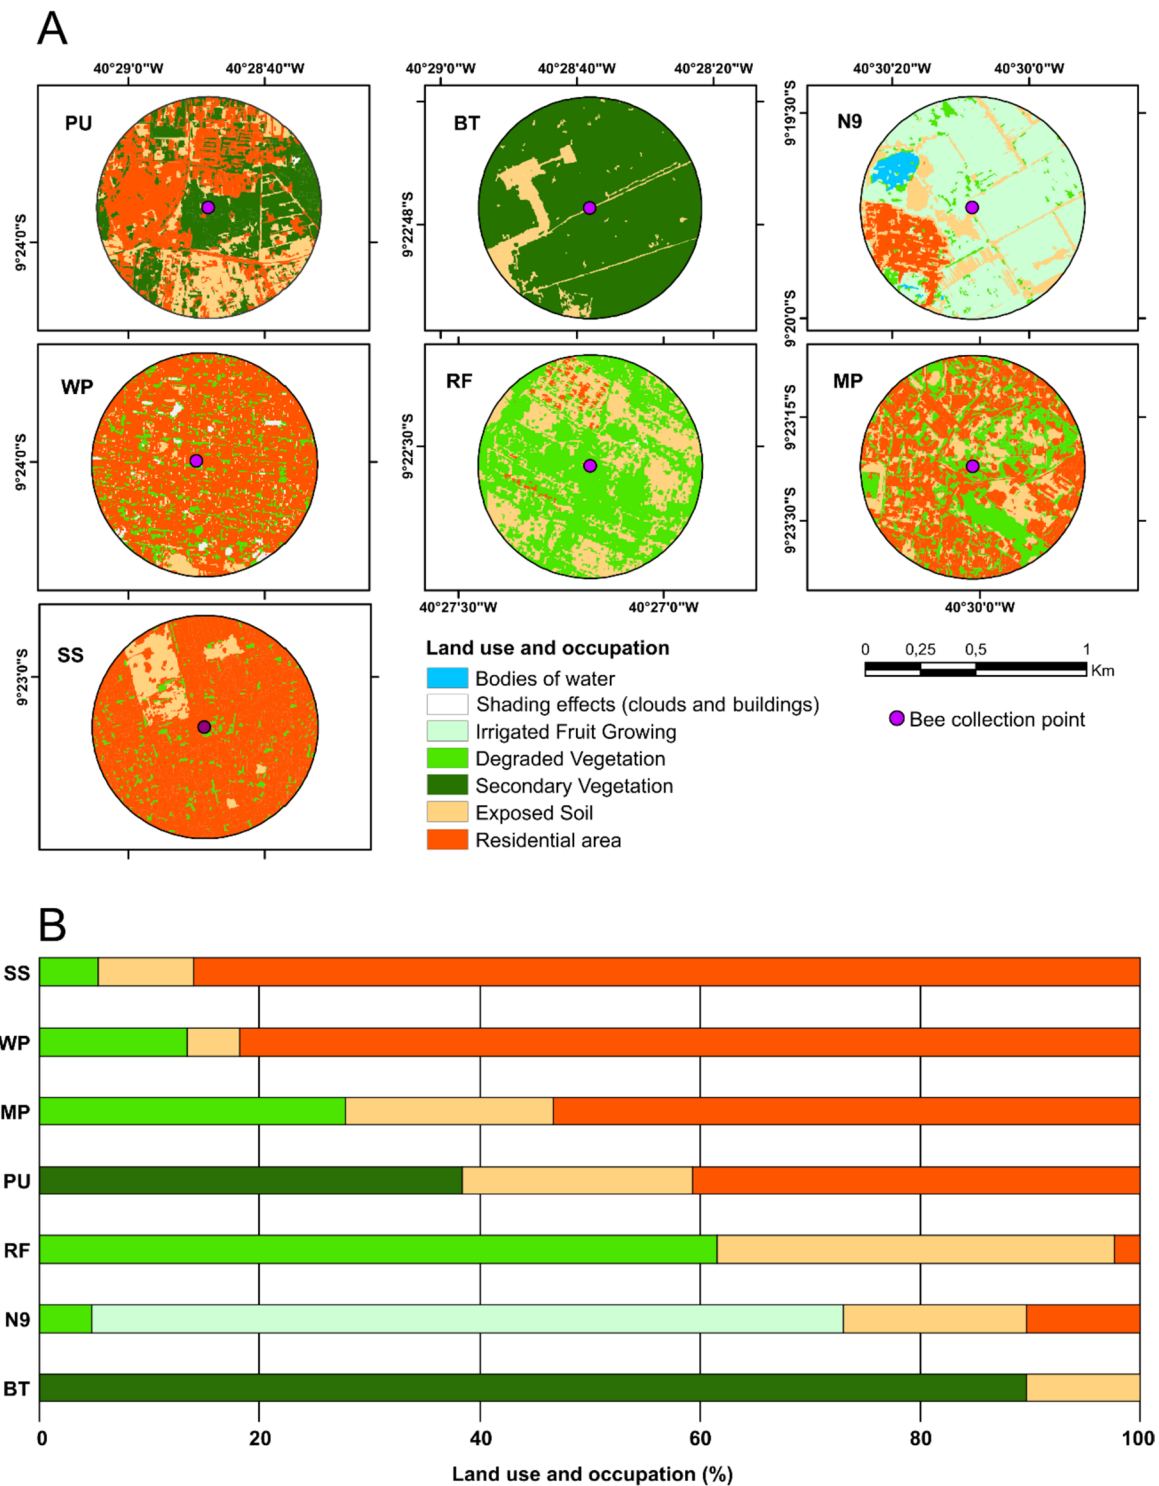 A
40°29'0"W 40°28'40"W
40°29'0"W 40°28'40"W 40°28'20"W
40°30'20"W 40°30'0"W
PU
9°24'0"S
BT
9°22'48"S
N9
9°19'30"S
9°20'0"S
WP
9°24'0"S
RF
9°22'30"S
MP
9°23'15"S
9°23'30"S
40°27'30"W 40°27'0"W
40°30'0"W
SS
9°23'0"S
Land use and occupation
Bodies of water
Shading effects (clouds and buildings)
Irrigated Fruit Growing
Degraded Vegetation
Secondary Vegetation
Exposed Soil
Residential area
0 0,25 0,5 1
Km
Bee collection point
B
SS
WP
MP
PU
RF
N9
BT
0 20 40 60 80 100
Land use and occupation (%)